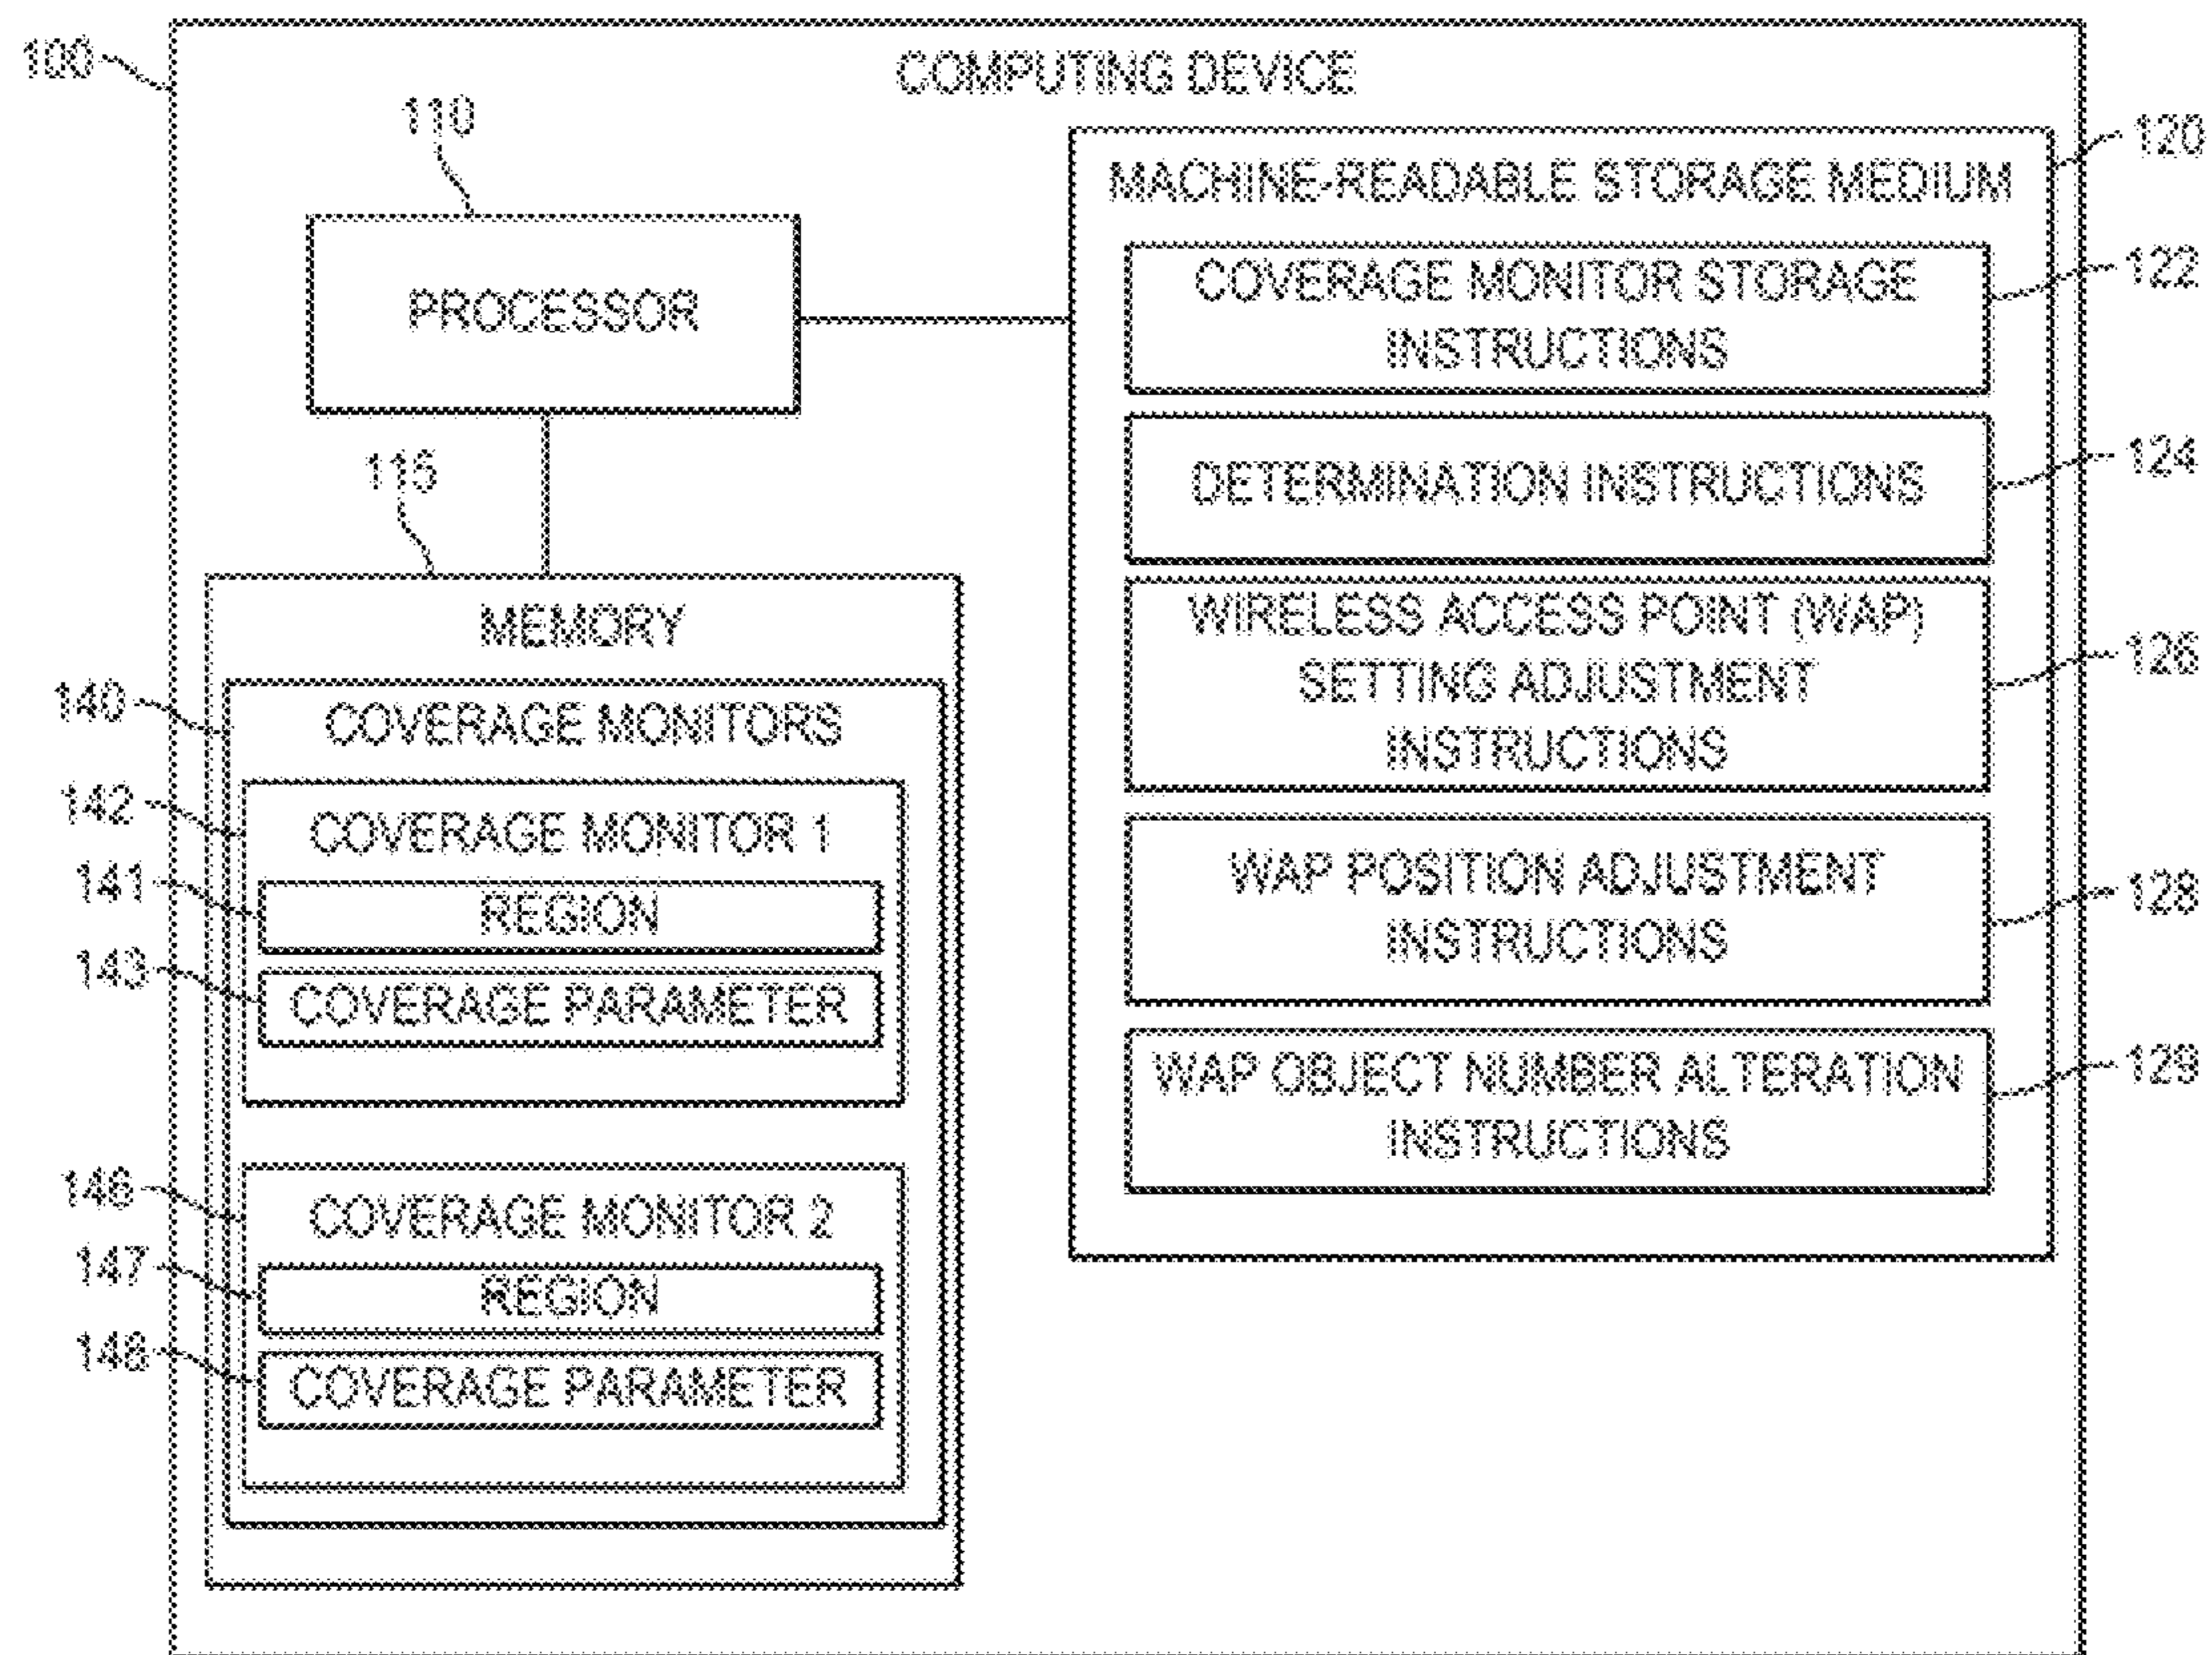 100
COMPUTING DEVICE
110
PROCESSOR
115
MEMORY
140
COVERAGE MONITORS
142
COVERAGE MONITOR 1
141
REGION
143
COVERAGE PARAMETER
146
COVERAGE MONITOR 2
147
REGION
COVERAGE PARAMETER
120
MACHINE-READABLE STORAGE MEDIUM
COVERAGE MONITOR STORAGE
INSTRUCTIONS
122
DETERMINATION INSTRUCTIONS
124
WIRELESS ACCESS POINT (WAP)
SETTING ADJUSTMENT
INSTRUCTIONS
126
WAP POSITION ADJUSTMENT
INSTRUCTIONS
128
WAP OBJECT NUMBER ALTERATION
INSTRUCTIONS
129